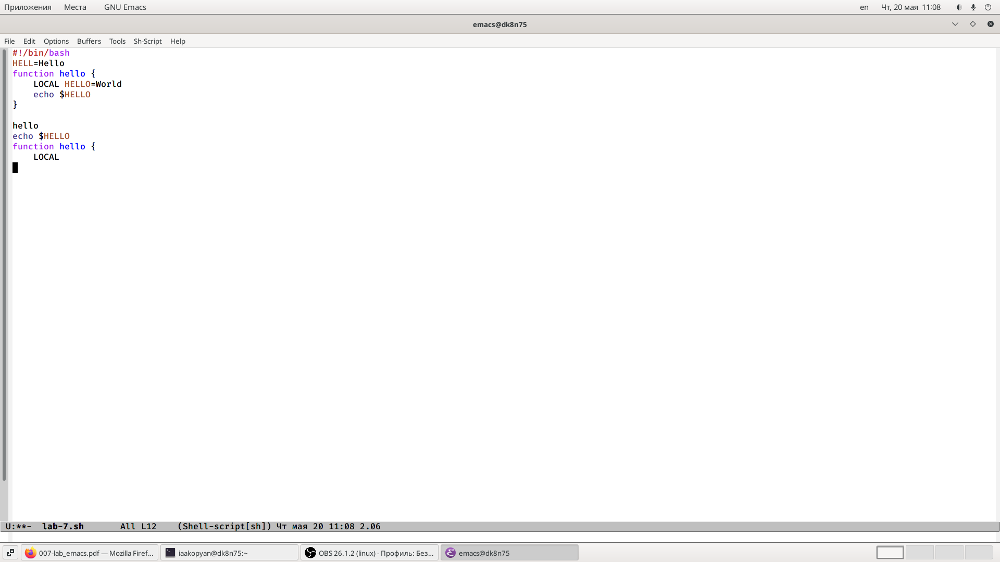 Приложения Места GNU Emacs en Чт, 20 мая 11:08
emacs@dk8n75
File Edit Options Buffers Tools Sh-Script Help
#!/bin/bash
HELL=Hello
function hello {
    LOCAL HELLO=World
    echo $HELLO
}
hello
echo $HELLO
function hello {
    LOCAL
U:**-  lab-7.sh       All L12    (Shell-script[sh]) Чт мая 20 11:08 2.06
007-lab_emacs.pdf — Mozilla Firef... iaakopyan@dk8n75:~ OBS 26.1.2 (linux) - Профиль: Без... emacs@dk8n75